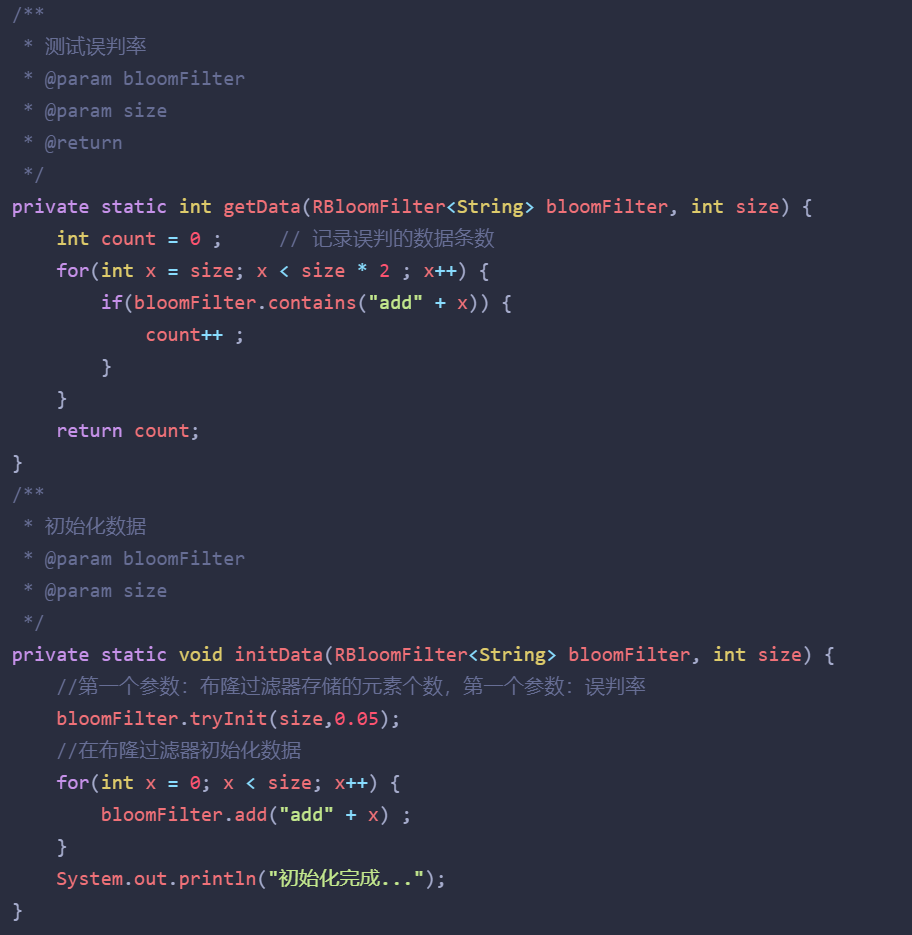 /**
 * 测试误判率
 * @param bloomFilter
 * @param size
 * @return
 */
private static int getData(RBloomFilter<String> bloomFilter, int size) {
    int count = 0 ;     // 记录误判的数据条数
    for(int x = size; x < size * 2 ; x++) {
        if(bloomFilter.contains("add" + x)) {
            count++ ;
        }
    }
    return count;
}
/**
 * 初始化数据
 * @param bloomFilter
 * @param size
 */
private static void initData(RBloomFilter<String> bloomFilter, int size) {
    //第一个参数：布隆过滤器存储的元素个数，第一个参数：误判率
    bloomFilter.tryInit(size,0.05);
    //在布隆过滤器初始化数据
    for(int x = 0; x < size; x++) {
        bloomFilter.add("add" + x) ;
    }
    System.out.println("初始化完成...");
}